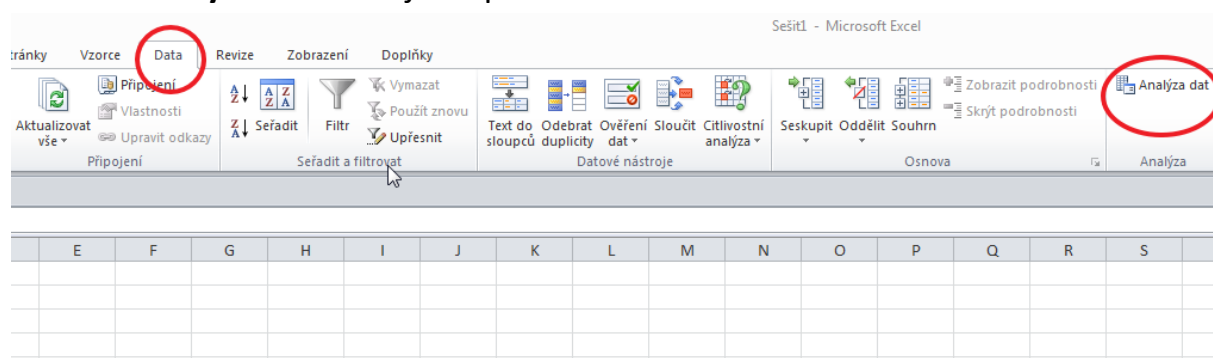 Sešit1 - Microsoft Excel
tránky Vzorce Data Revize Zobrazení Doplňky
Aktualizovat vše
Připojení
Vlastnosti
Upravit odkazy
Připojení
Seřadit
Filtr
Vymazat
Použít znovu
Upřesnit
Seřadit a filtrovat
Text do sloupců
Odebrat duplicity
Ověření dat
Sloučit
Citlivostní analýza
Datové nástroje
Seskupit
Oddělit
Souhrn
Zobrazit podrobnosti
Skrýt podrobnosti
Osnova
Analýza dat
Analýza
E F G H I J K L M N O P Q R S